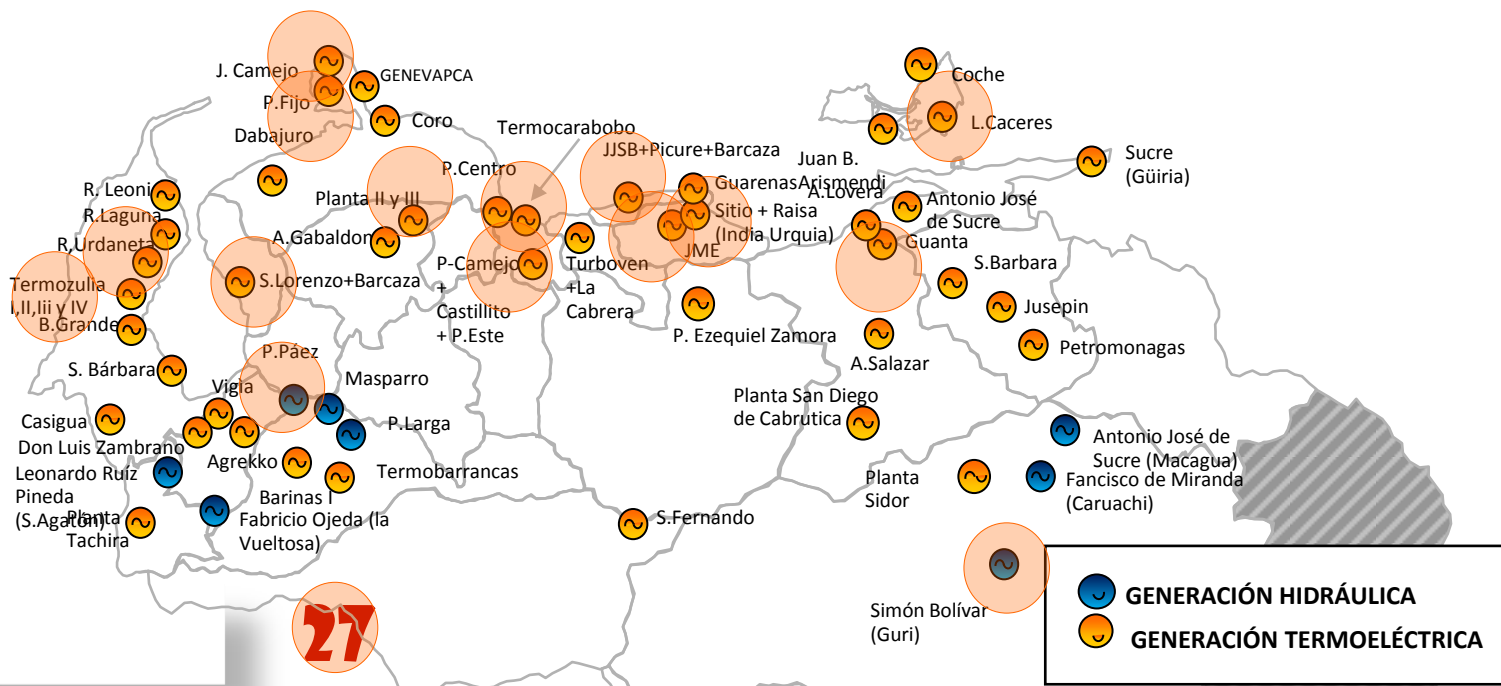 J. Camejo
GENEVAPCA
P.Fijo
Dabajuro
Coro
Termocarabobo
P.Centro
JJSB+Picure+Barcaza
Coche
L.Caceres
Juan B.
Arismendi
Sucre
(Güiria)
R. Leoni
R.Laguna
R,Urdaneta
Planta II y III
A.Gabaldon
Guarenas
Sitio + Raisa
(India Urquia)
JME
A.Lovera
Antonio José
de Sucre
Guanta
Termozulia
I,II,Iii y IV
B.Grande
S.Lorenzo+Barcaza
P-Camejo
+
Castillito
+ P.Este
Turboven
+La
Cabrera
P. Ezequiel Zamora
S.Barbara
Jusepin
Petromonagas
A.Salazar
S. Bárbara
P.Páez
Masparro
Vigia
P.Larga
Casigua
Don Luis Zambrano
Leonardo Ruíz
Pineda
(S.Agatón)
Planta
Tachira
Agrekko
Termobarrancas
Barinas I
Fabricio Ojeda (la
Vueltosa)
S.Fernando
Planta San Diego
de Cabrutica
Planta
Sidor
Antonio José de
Sucre (Macagua)
Fancisco de Miranda
(Caruachi)
Simón Bolívar
(Guri)
27
GENERACIÓN HIDRÁULICA
GENERACIÓN TERMOELÉCTRICA